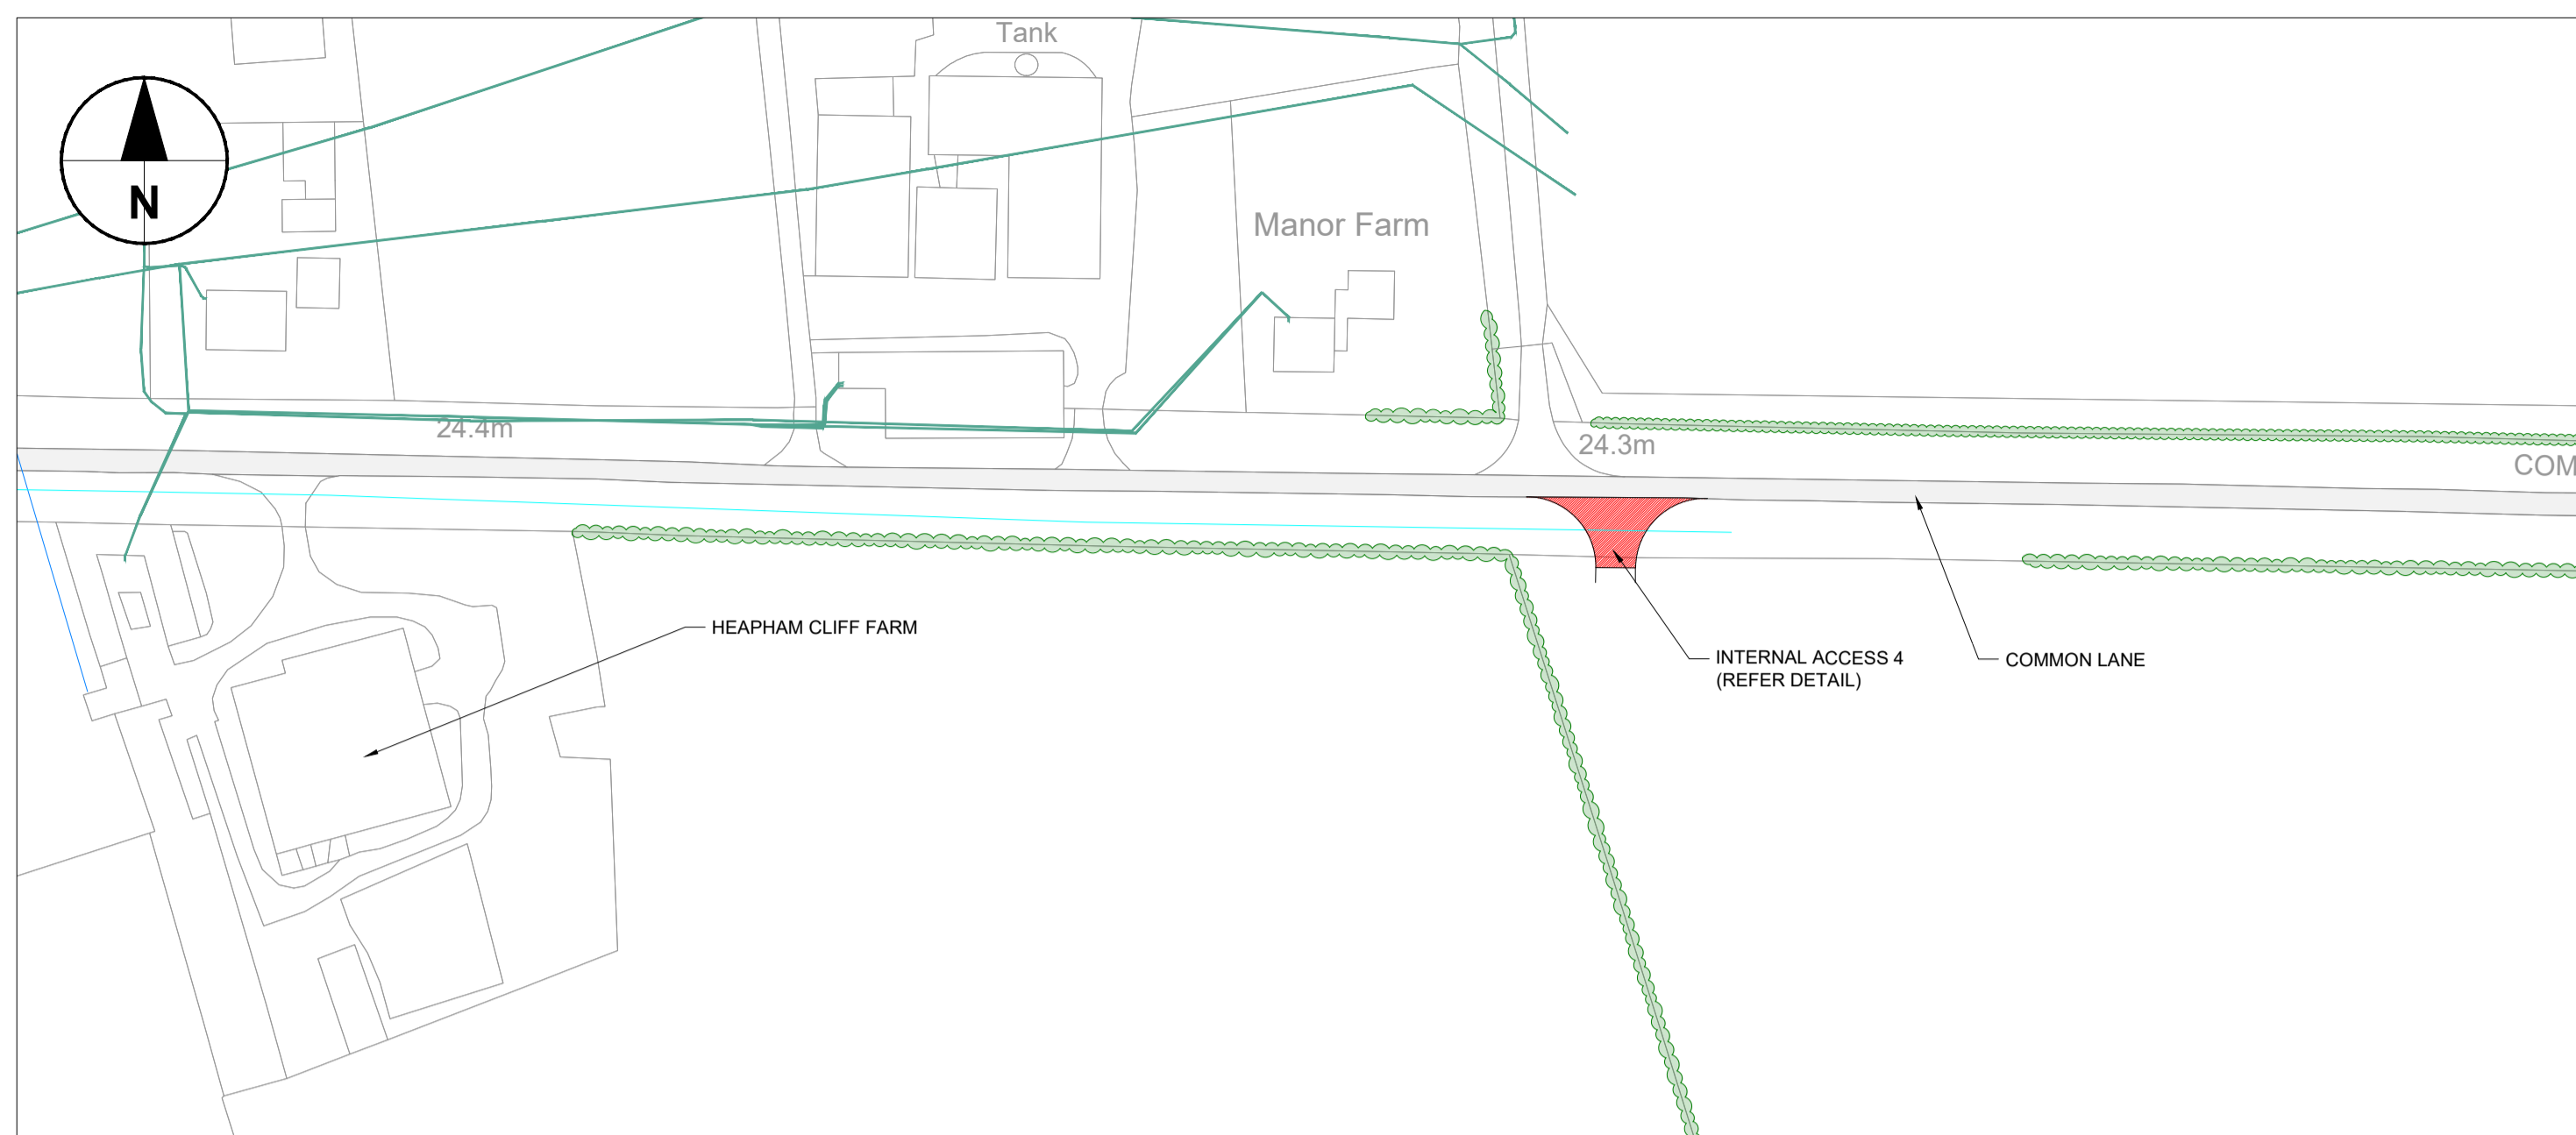 Tank
N
Manor Farm
24.4m
24.3m
COM
HEAPHAM CLIFF FARM
INTERNAL ACCESS 4
(REFER DETAIL)
COMMON LANE